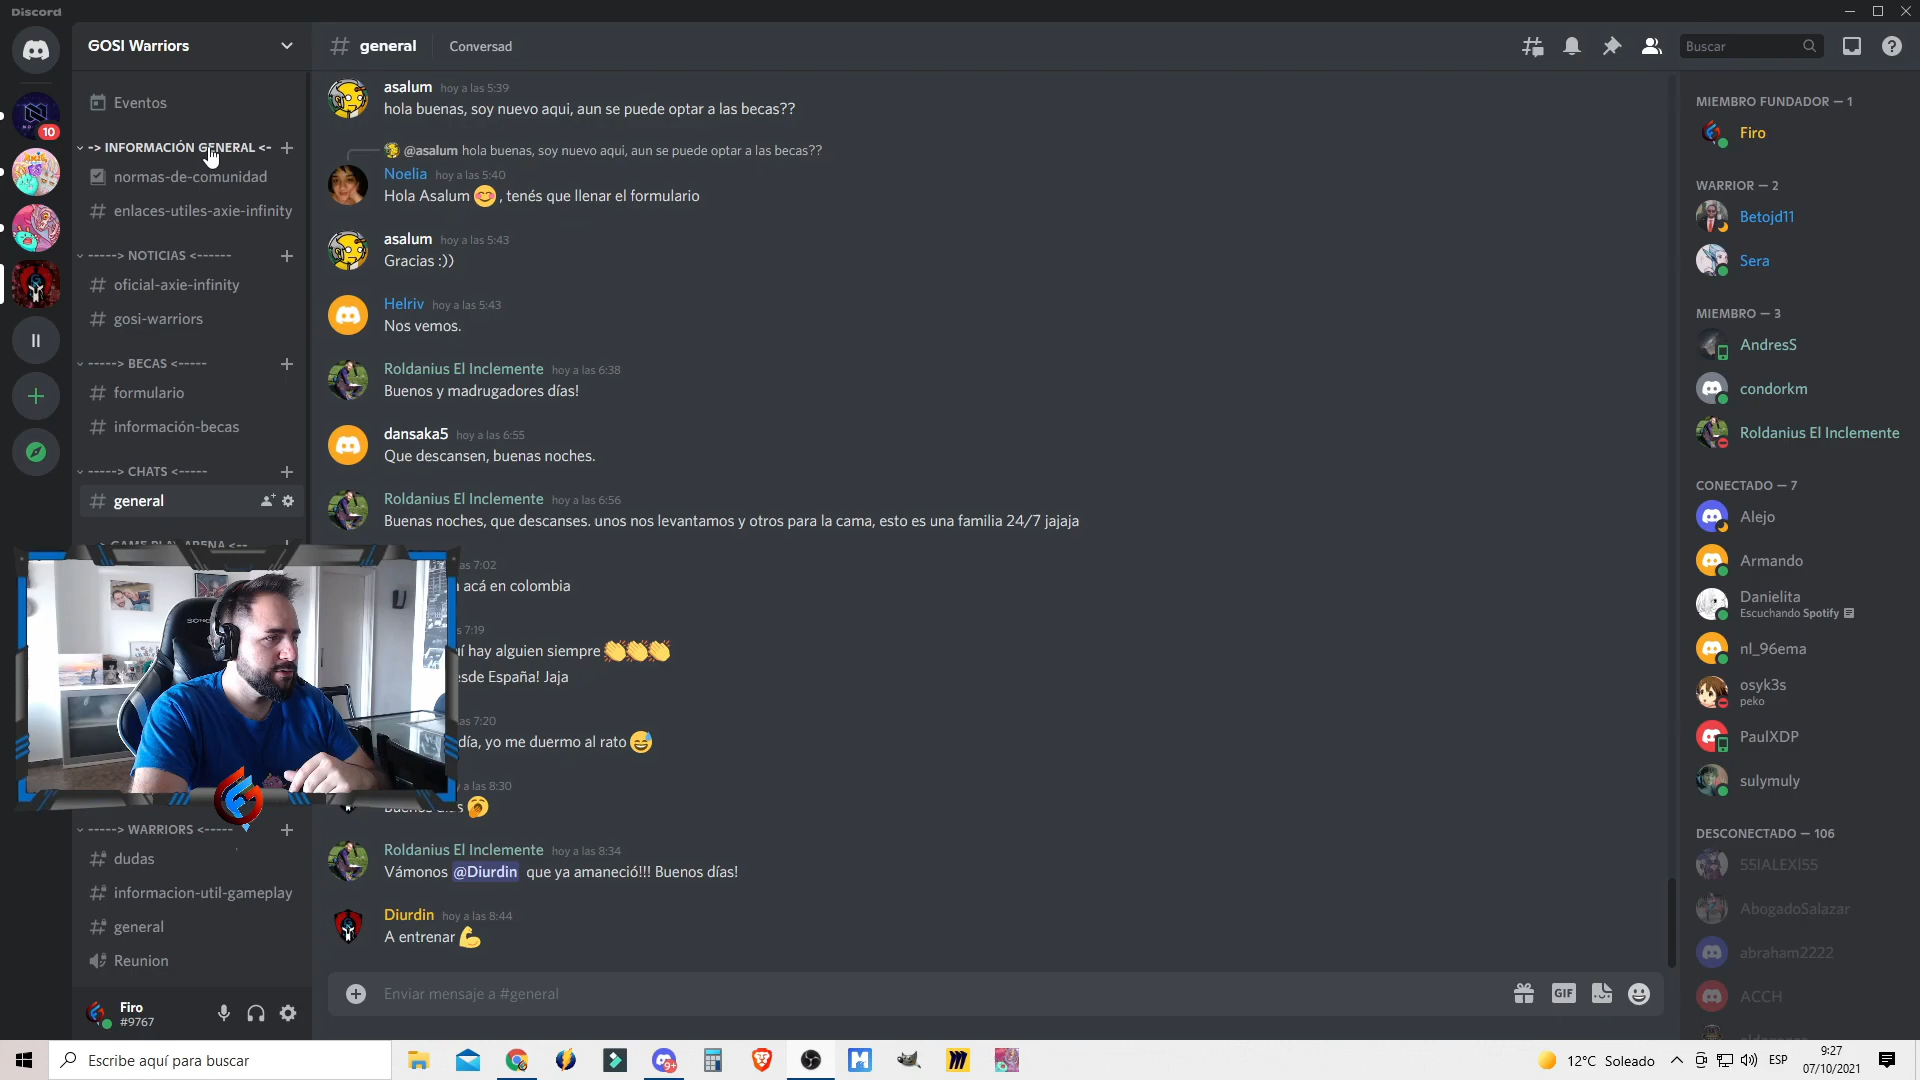 Discord
GOSI Warriors
Eventos
-> INFORMACIÓN GENERAL <-
normas-de-comunidad
enlaces-utiles-axie-infinity
-----> NOTICIAS <------
oficial-axie-infinity
gosi-warriors
-----> BECAS <-----
formulario
información-becas
-----> CHATS <-----
general
GAME PLAY ARENA <--
-----> WARRIORS <-----
dudas
informacion-util-gameplay
general
Reunion
Firo
#9767
10
general
Conversad
Buscar
asalum hoy a las 5:39
hola buenas, soy nuevo aqui, aun se puede optar a las becas??
@asalum hola buenas, soy nuevo aqui, aun se puede optar a las becas??
Noelia hoy a las 5:40
Hola Asalum 😊, tenés que llenar el formulario
asalum hoy a las 5:43
Gracias :))
Helriv hoy a las 5:43
Nos vemos.
Roldanius El Inclemente hoy a las 6:38
Buenos y madrugadores días!
dansaka5 hoy a las 6:55
Que descansen, buenas noches.
Roldanius El Inclemente hoy a las 6:56
Buenas noches, que descanses. unos nos levantamos y otros para la cama, esto es una familia 24/7 jajaja
as 7:02
acá en colombia
s 7:19
hay alguien siempre 👏👏👏
esde España! Jaja
as 7:20
día, yo me duermo al rato 😅
a las 8:30
Roldanius El Inclemente hoy a las 8:34
Vámonos @Diurdin que ya amaneció!!! Buenos días!
Diurdin hoy a las 8:44
A entrenar 💪
Enviar mensaje a #general
GIF
MIEMBRO FUNDADOR — 1
Firo
WARRIOR — 2
Betojd11
Sera
MIEMBRO — 3
AndresS
condorkm
Roldanius El Inclemente
CONECTADO — 7
Alejo
Armando
Danielita
Escuchando Spotify
nl_96ema
osyk3s
peko
PaulXDP
sulymuly
DESCONECTADO — 106
55lALEXl55
AbogadoSalazar
abraham2222
ACCH
Escribe aquí para buscar
9+
12°C Soleado
ESP
9:27
07/10/2021